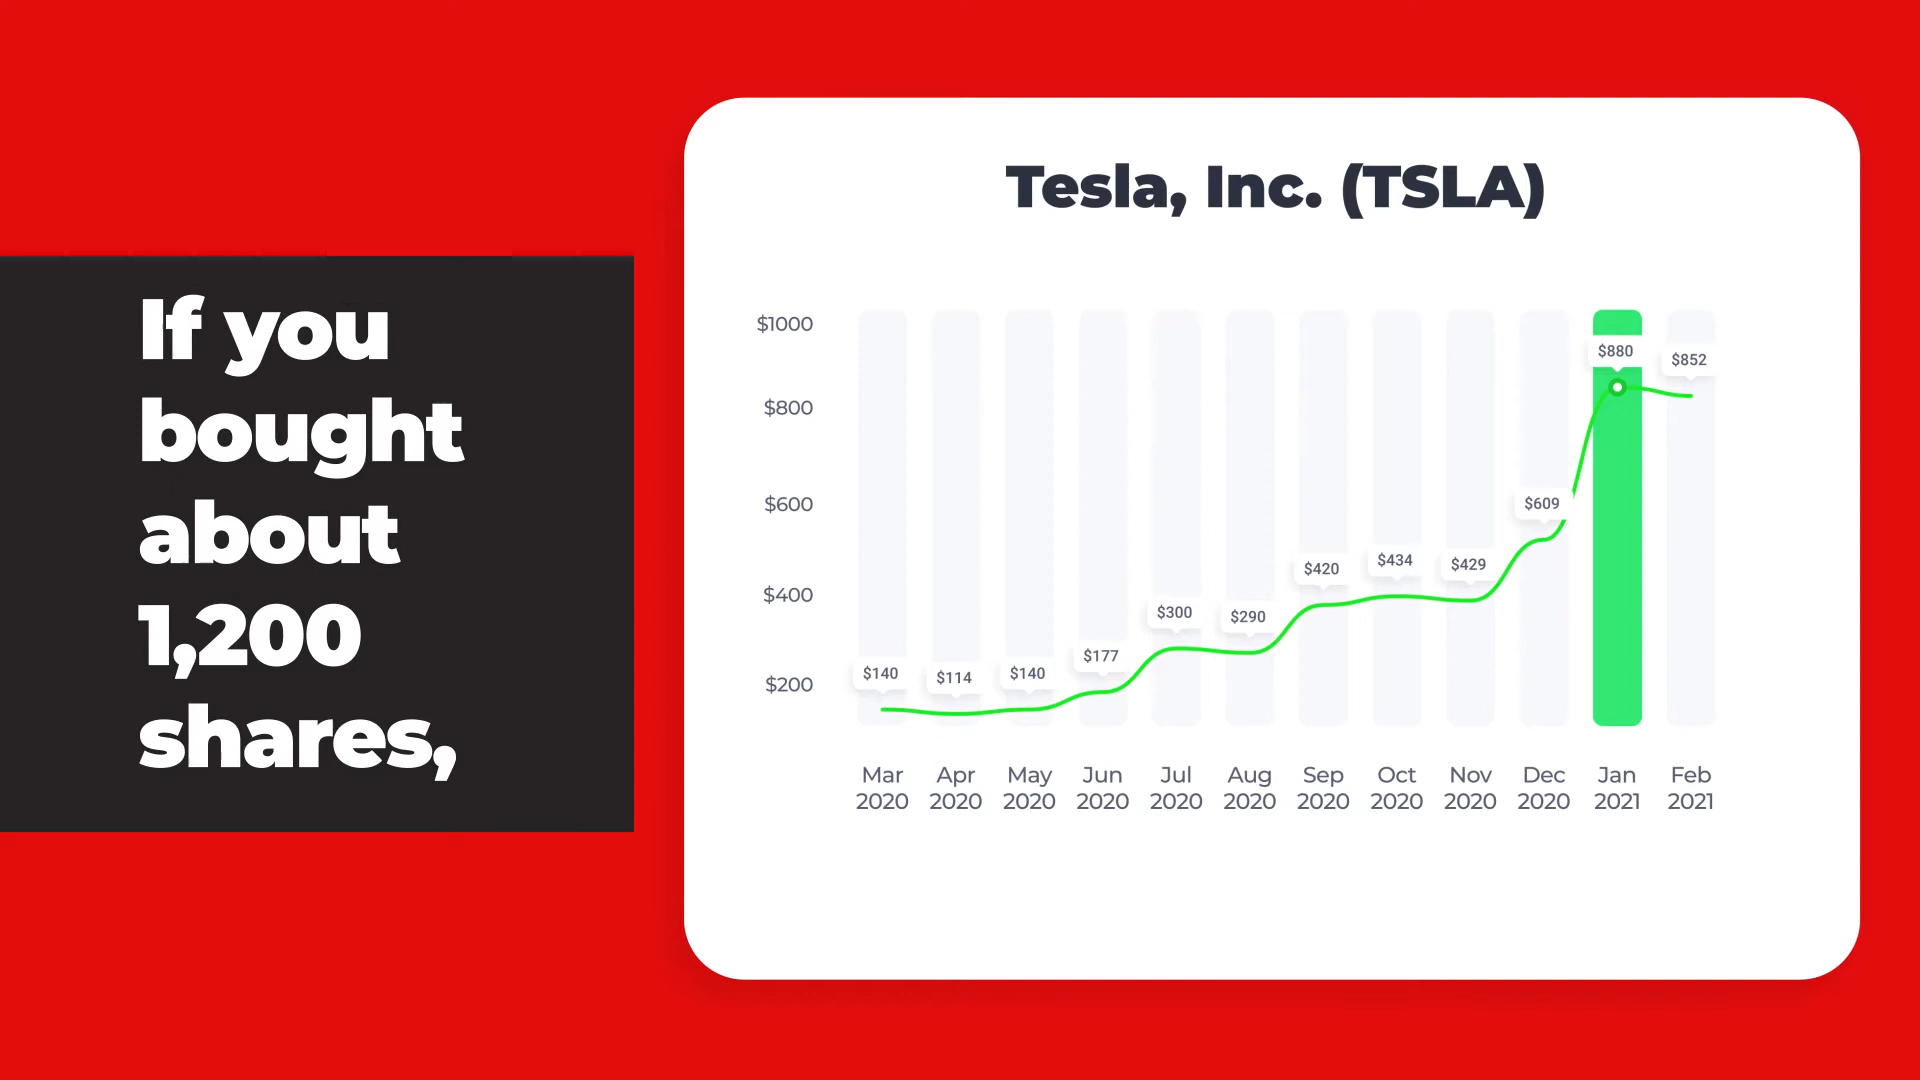 If you
bought
about
1,200
shares,
Tesla, Inc. (TSLA)
$1000
$800
$600
$400
$200
$140
$114
$140
$177
$300
$290
$420
$434
$429
$609
$880
$852
Mar Apr May Jun Jul Aug Sep Oct Nov Dec Jan Feb
2020 2020 2020 2020 2020 2020 2020 2020 2020 2020 2021 2021